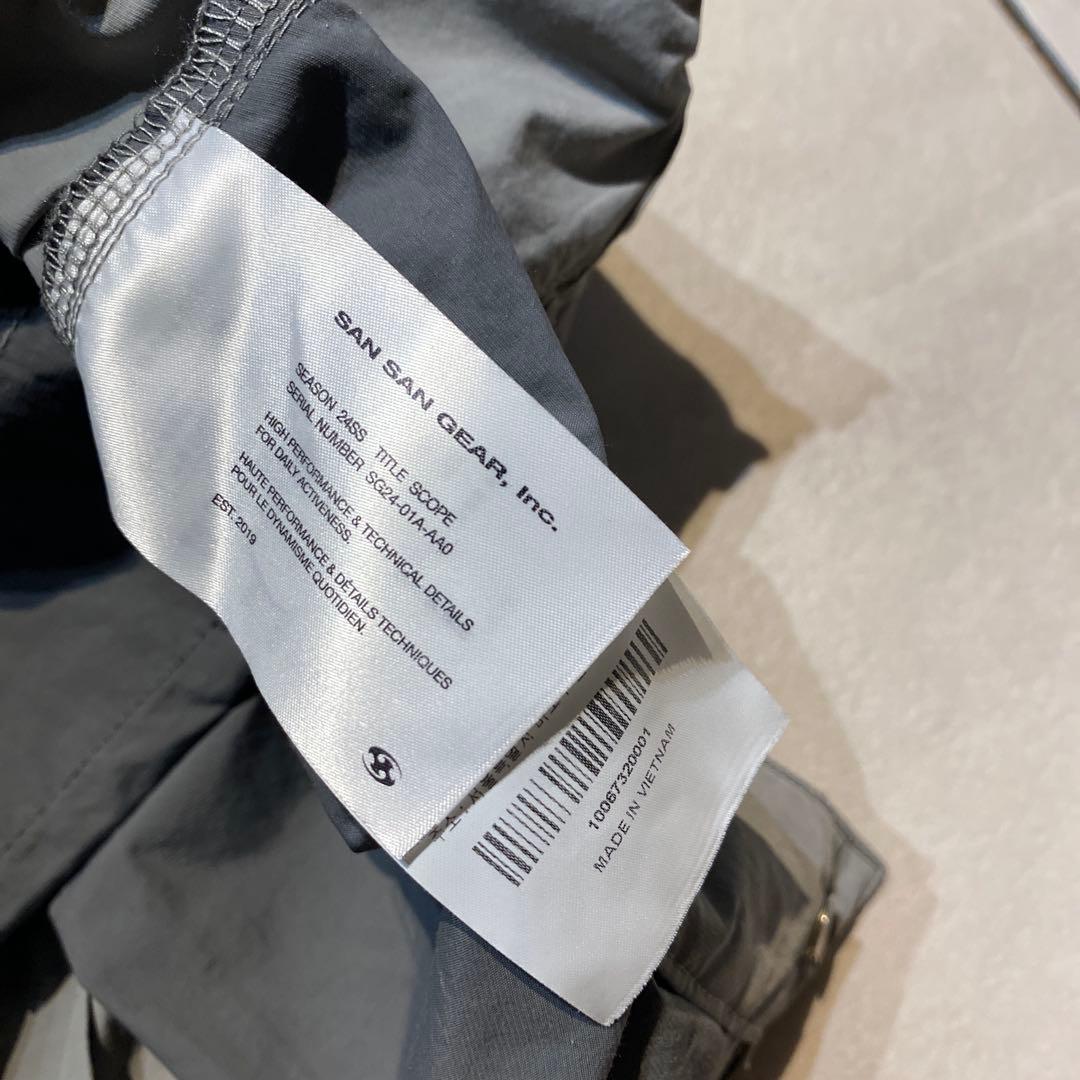 SAN SAN GEAR, Inc.
SEASON 24SS TITLE SCOPE
SERIAL NUMBER SG24-01A-AA0
HIGH PERFORMANCE & TECHNICAL DETAILS
FOR DAILY ACTIVENESS
HAUTE PERFORMANCE & DÉTAILS TECHNIQUES
POUR LE DYNAMISME QUOTIDIEN.
EST. 2019
10067320001
MADE IN VIETNAM